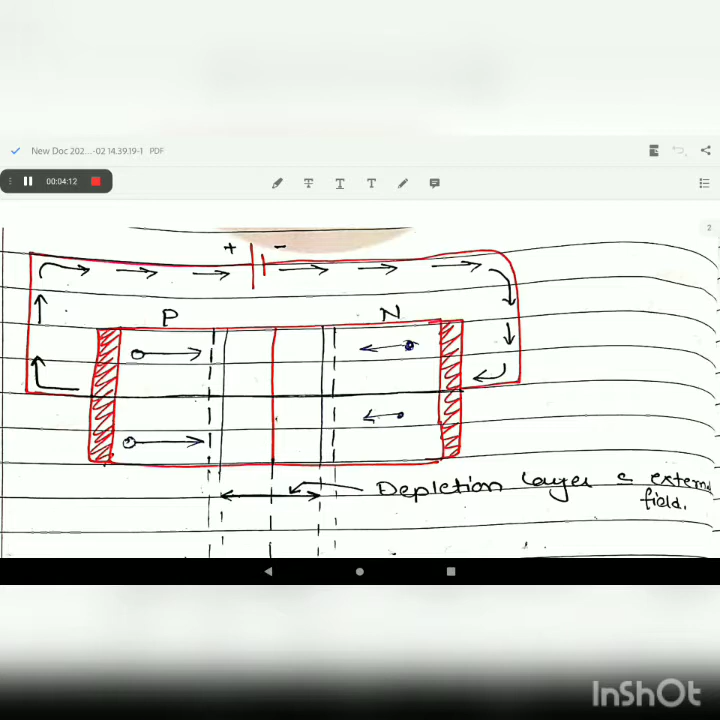 New Doc 202...-02 14.39.19-1 PDF
00:04:12
2
+ -
P N
Depletion Layer c̄ external
field.
InShOt